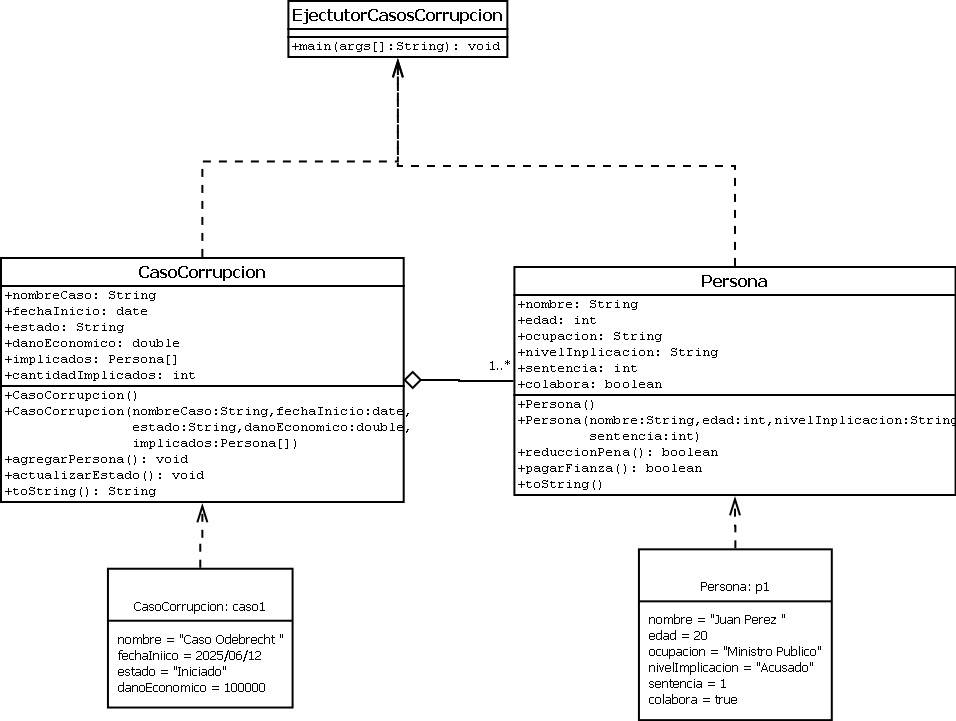 EjectutorCasosCorrupcion
+main(args[]:String): void
CasoCorrupcion
+nombreCaso: String
+fechaInicio: date
+estado: String
+danoEconomico: double
+implicados: Persona[]
+cantidadImplicados: int
+CasoCorrupcion()
+CasoCorrupcion(nombreCaso:String,fechaInicio:date,
estado:String,danoEconomico:double,
implicados:Persona[])
+agregarPersona(): void
+actualizarEstado(): void
+toString(): String
1..*
Persona
+nombre: String
+edad: int
+ocupacion: String
+nivelInplicacion: String
+sentencia: int
+colabora: boolean
+Persona()
+Persona(nombre:String,edad:int,nivelInplicacion:String
sentencia:int)
+reduccionPena(): boolean
+pagarFianza(): boolean
+toString()
CasoCorrupcion: caso1
nombre = "Caso Odebrecht "
fechaIniico = 2025/06/12
estado = "Iniciado"
danoEconomico = 100000
Persona: p1
nombre = "Juan Perez "
edad = 20
ocupacion = "Ministro Publico"
nivelImplicacion = "Acusado"
sentencia = 1
colabora = true